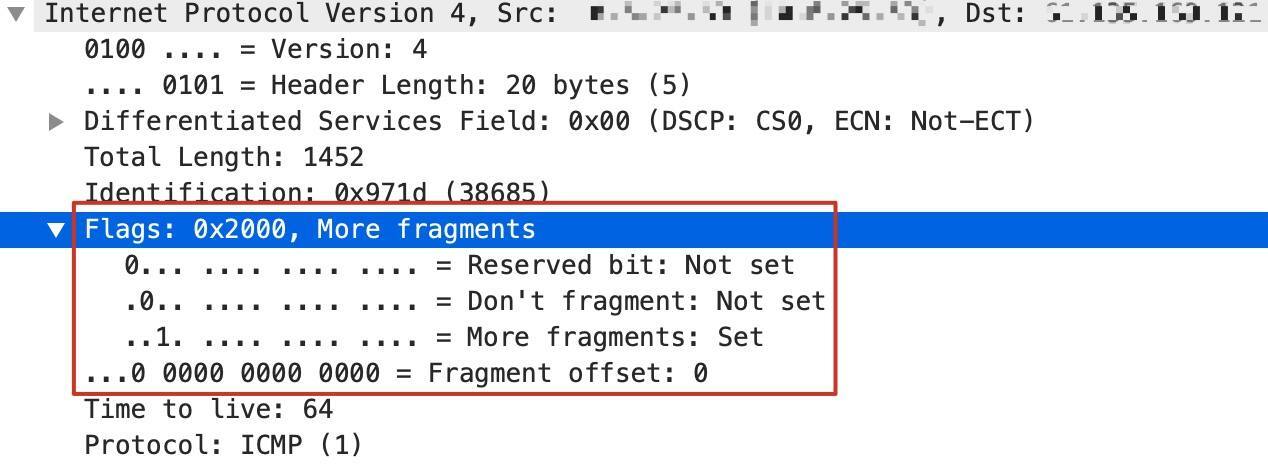 Internet Protocol Version 4, Src: , Dst:
0100 .... = Version: 4
.... 0101 = Header Length: 20 bytes (5)
Differentiated Services Field: 0x00 (DSCP: CS0, ECN: Not-ECT)
Total Length: 1452
Identification: 0x971d (38685)
Flags: 0x2000, More fragments
0... .... .... .... = Reserved bit: Not set
.0.. .... .... .... = Don't fragment: Not set
..1. .... .... .... = More fragments: Set
...0 0000 0000 0000 = Fragment offset: 0
Time to live: 64
Protocol: ICMP (1)